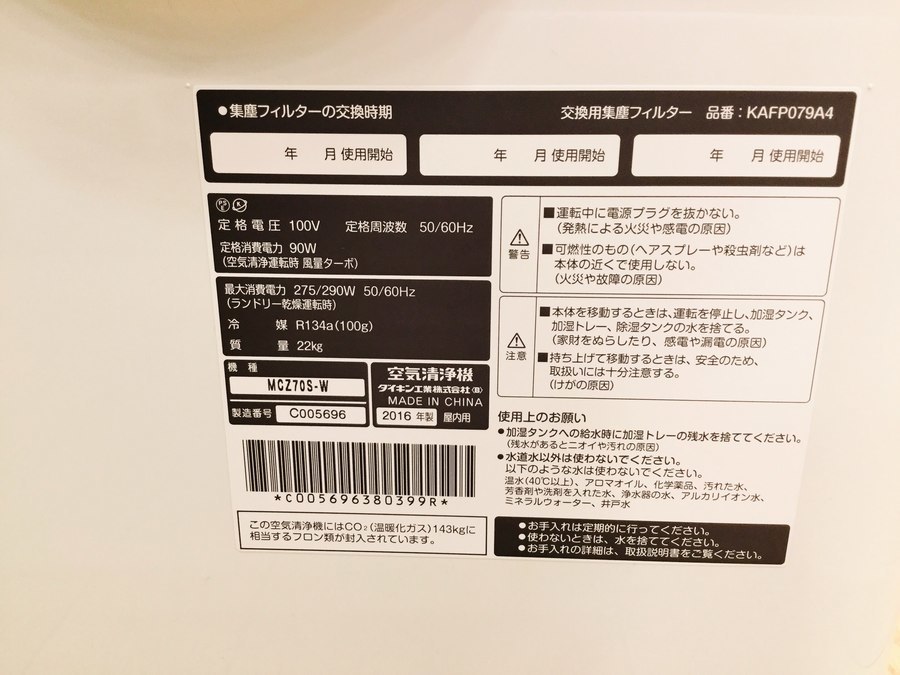 ●集塵フィルターの交換時期
交換用集塵フィルター 品番：KAFP079A4
年 月 使用開始
年 月 使用開始
年 月 使用開始
PS E
定格電圧 100V 定格周波数 50/60Hz
定格消費電力 90W
(空気清浄運転時 風量ターボ)
最大消費電力 275/290W 50/60Hz
(ランドリー乾燥運転時)
冷 媒 R134a(100g)
質 量 22kg
機種
MCZ70S-W
製造番号 C005696
空気清浄機
ダイキン工業株式会社
MADE IN CHINA
2016 年製 屋内用
*C005696380399R*
この空気清浄機にはCO₂(温暖化ガス)143kgに
相当するフロン類が封入されています。
警告
■運転中に電源プラグを抜かない。
(発熱による火災や感電の原因)
■可燃性のもの(ヘアスプレーや殺虫剤など)は
本体の近くで使用しない。
(火災や故障の原因)
注意
■本体を移動するときは、運転を停止し、加湿タンク、
加湿トレー、除湿タンクの水を捨てる。
(家財をぬらしたり、感電や漏電の原因)
■持ち上げて移動するときは、安全のため、
取扱いには十分注意する。
(けがの原因)
使用上のお願い
●加湿タンクへの給水時に加湿トレーの残水を捨ててください。
(残水があるとニオイや汚れの原因)
●水道水以外は使わないでください。
以下のような水は使わないでください。
温水(40℃以上)、アロマオイル、化学薬品、汚れた水、
芳香剤や洗剤を入れた水、浄水器の水、アルカリイオン水、
ミネラルウォーター、井戸水
●お手入れは定期的に行ってください。
●使わないときは、水を捨ててください。
●お手入れの詳細は、取扱説明書をご覧ください。